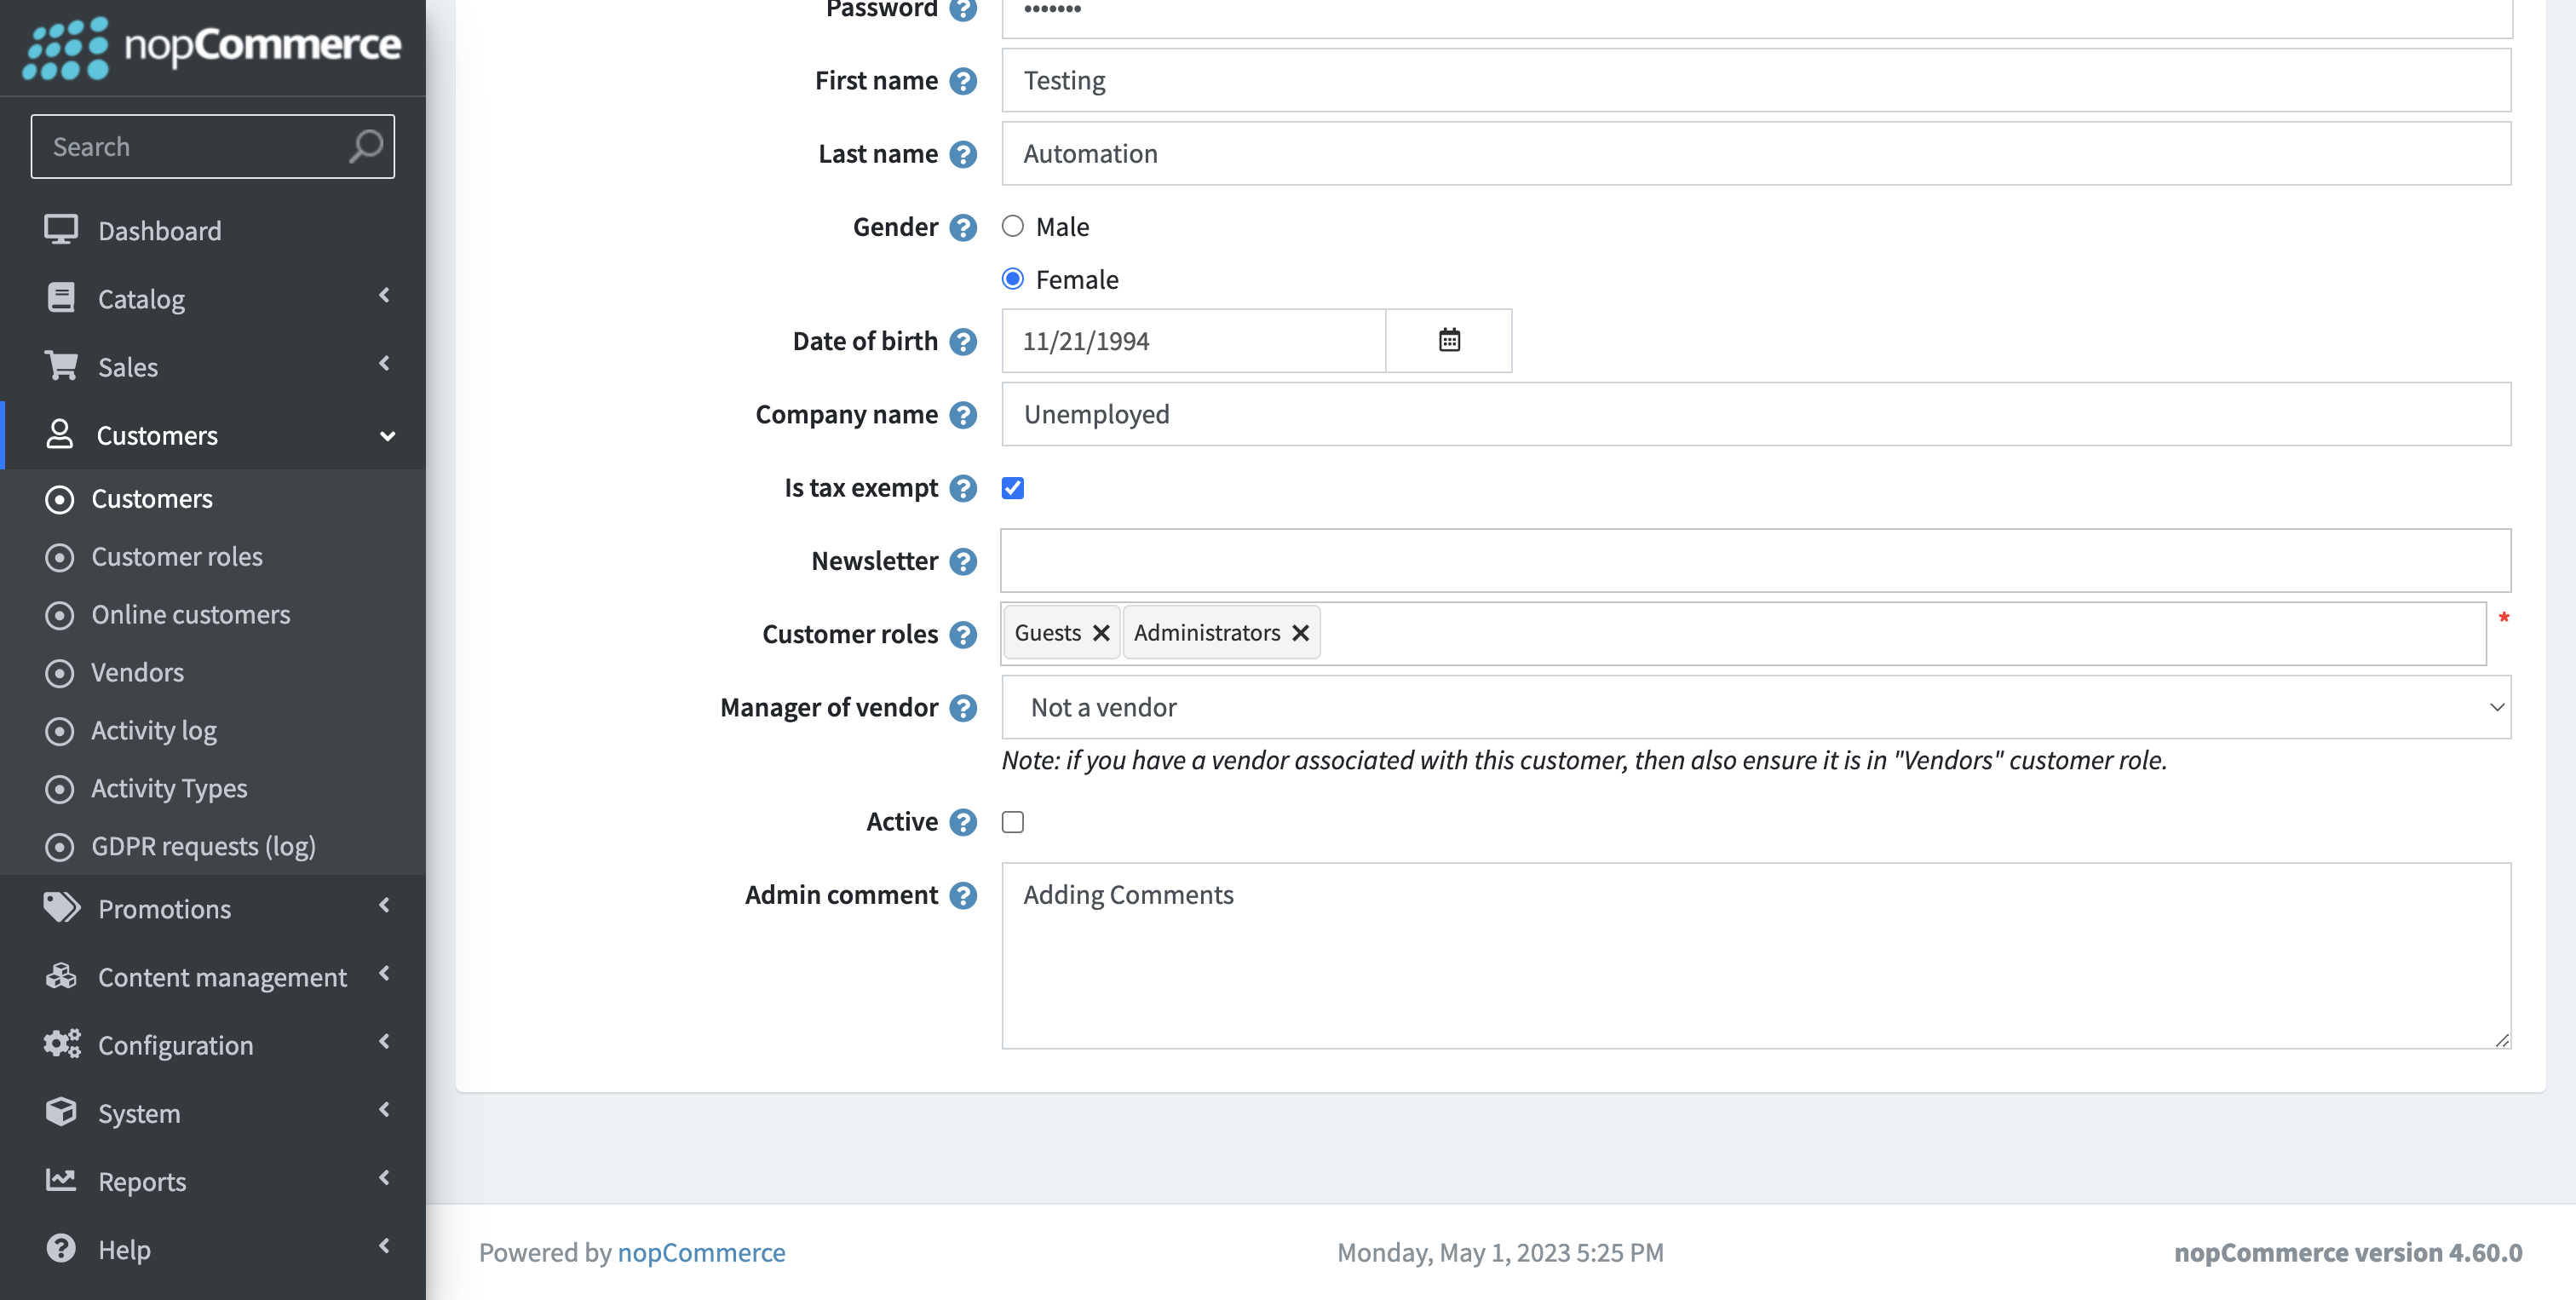 nopCommerce
Search
Dashboard
Catalog
Sales
Customers
Customers
Customer roles
Online customers
Vendors
Activity log
Activity Types
GDPR requests (log)
Promotions
Content management
Configuration
System
Reports
Help
Password •••••••
First name Testing
Last name Automation
Gender Male
Female
Date of birth 11/21/1994
Company name Unemployed
Is tax exempt
Newsletter
Customer roles Guests Administrators *
Manager of vendor Not a vendor
Note: if you have a vendor associated with this customer, then also ensure it is in "Vendors" customer role.
Active
Admin comment Adding Comments
Powered by nopCommerce Monday, May 1, 2023 5:25 PM nopCommerce version 4.60.0